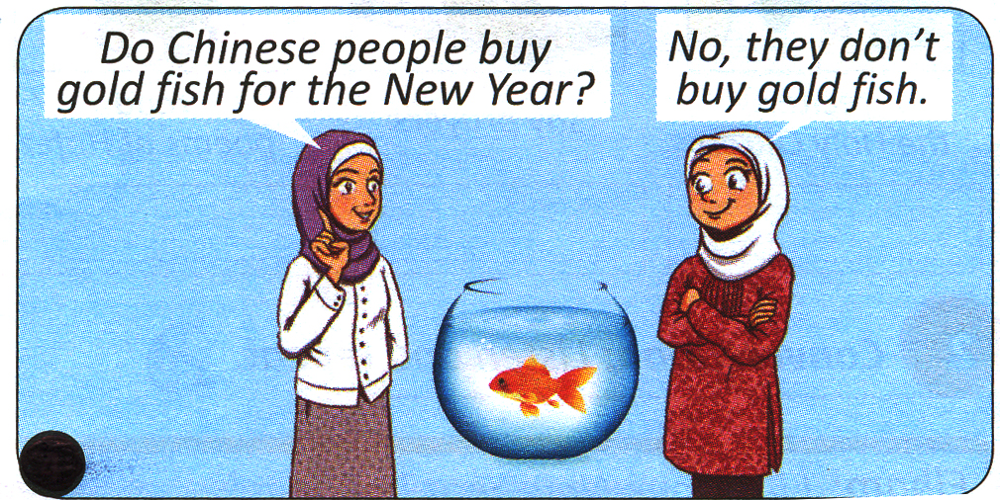 Do Chinese people buy
gold fish for the New Year?
No, they don't
buy gold fish.